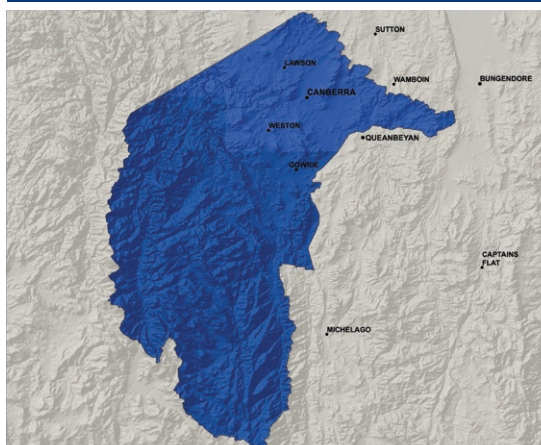 SUTTON
LAWSON
WAMBOIN
BUNGENDORE
CANBERRA
WESTON
QUEANBEYAN
GOWRIE
CAPTAINS
FLAT
MICHELAGO